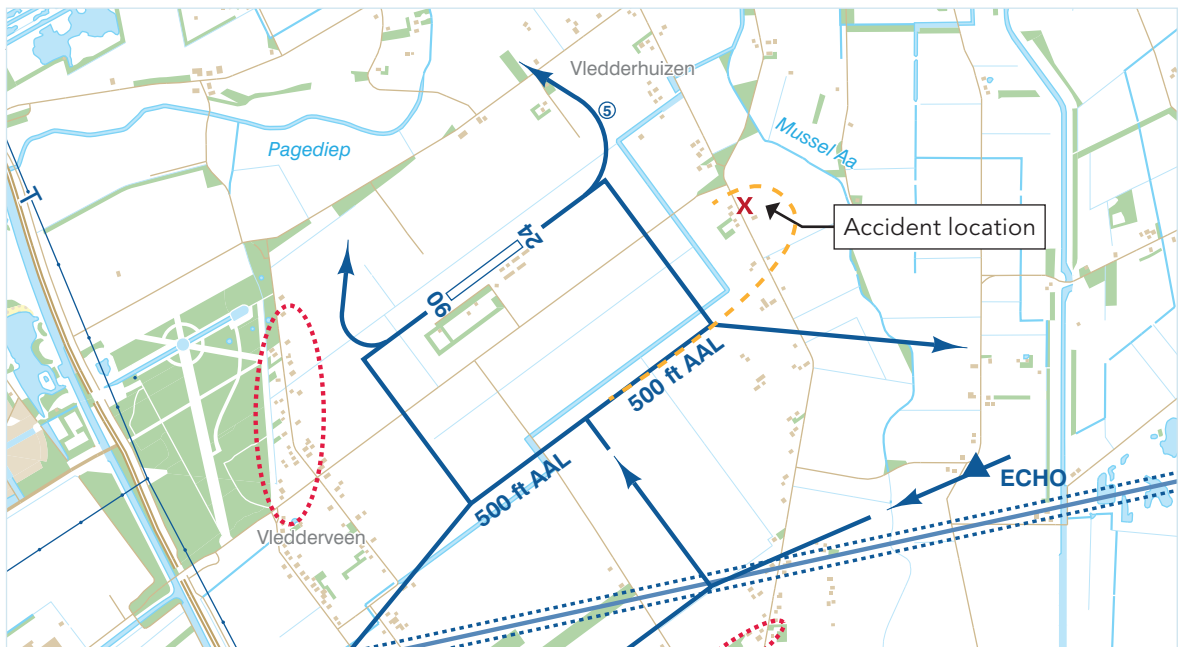 Vledderhuizen
⑤
Mussel Aa
Pagediep
T
X
Accident location
24
06
500 ft AAL
500 ft AAL
ECHO
Vledderveen